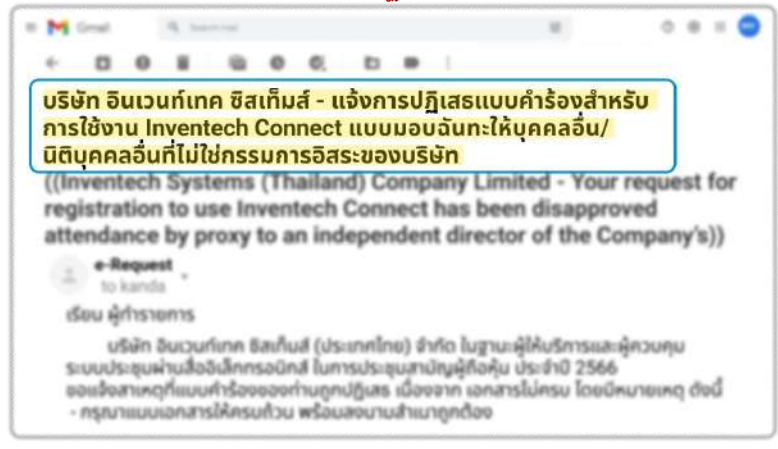 Gmail
บริษัท อินเวนท์เทค ซิสเท็มส์ - แจ้งการปฏิเสธแบบคำร้องสำหรับ
การใช้งาน Inventech Connect แบบมอบฉันทะให้บุคคลอื่น/
นิติบุคคลอื่นที่ไม่ใช่กรรมการอิสระของบริษัท
((Inventech Systems (Thailand) Company Limited - Your request for
registration to use Inventech Connect has been disapproved
attendance by proxy to an independent director of the Company's))
e-Request
to kanda
เรียน ผู้ทำรายการ
บริษัท อินเวนท์เทค ซิสเท็มส์ (ประเทศไทย) จำกัด ในฐานะผู้ให้บริการและผู้ควบคุม
ระบบประชุมผ่านสื่ออิเล็กทรอนิกส์ ในการประชุมสามัญผู้ถือหุ้น ประจำปี 2566
ขอแจ้งสาเหตุที่แบบคำร้องของท่านถูกปฏิเสธ เนื่องจาก เอกสารไม่ครบ โดยมีหมายเหตุ ดังนี้
- กรุณาแนบเอกสารให้ครบถ้วน พร้อมลงนามสำเนาถูกต้อง